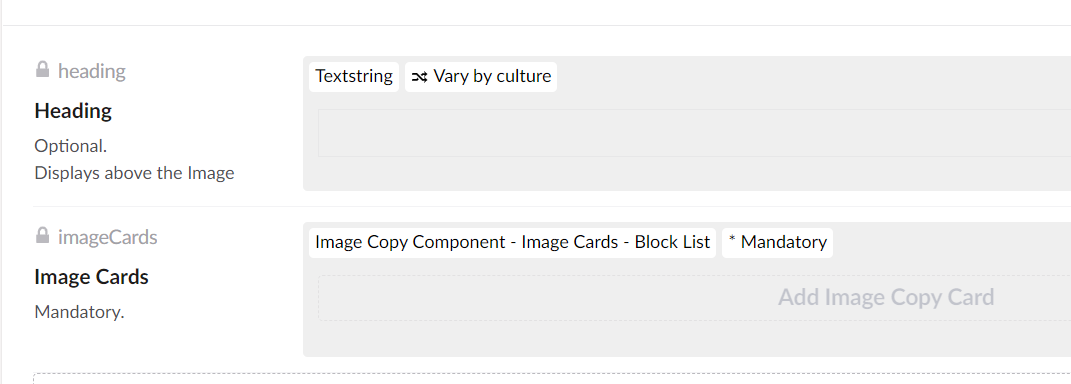 heading
Textstring
Vary by culture
Heading
Optional.
Displays above the Image
imageCards
Image Copy Component - Image Cards - Block List
* Mandatory
Image Cards
Mandatory.
Add Image Copy Card